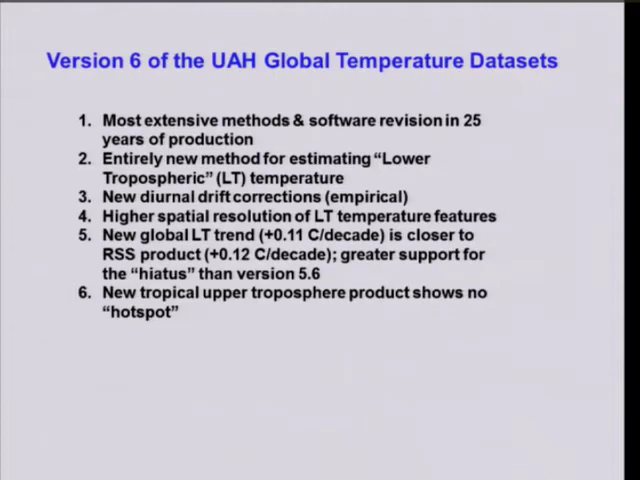 Version 6 of the UAH Global Temperature Datasets
1. Most extensive methods & software revision in 25
years of production
2. Entirely new method for estimating “Lower
Tropospheric” (LT) temperature
3. New diurnal drift corrections (empirical)
4. Higher spatial resolution of LT temperature features
5. New global LT trend (+0.11 C/decade) is closer to
RSS product (+0.12 C/decade); greater support for
the “hiatus” than version 5.6
6. New tropical upper troposphere product shows no
“hotspot”